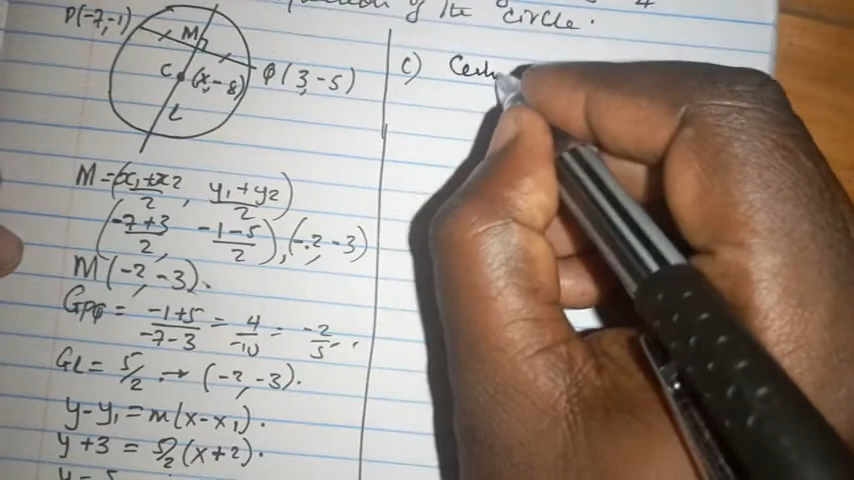 of the circle.
P(-7,-1)
M
C (x,-8)
Q(3,-5)
L
M = (x₁+x₂/2, y₁+y₂/2)
(-7+3/2, -1-5/2), (-2,-3)
M(-2,-3).
GPQ = -1+5/-7-3 = 4/-10 = -2/5.
GL = 5/2 → (-2,-3).
y-y₁ = m(x-x₁).
y+3 = 5/2(x+2).
c)